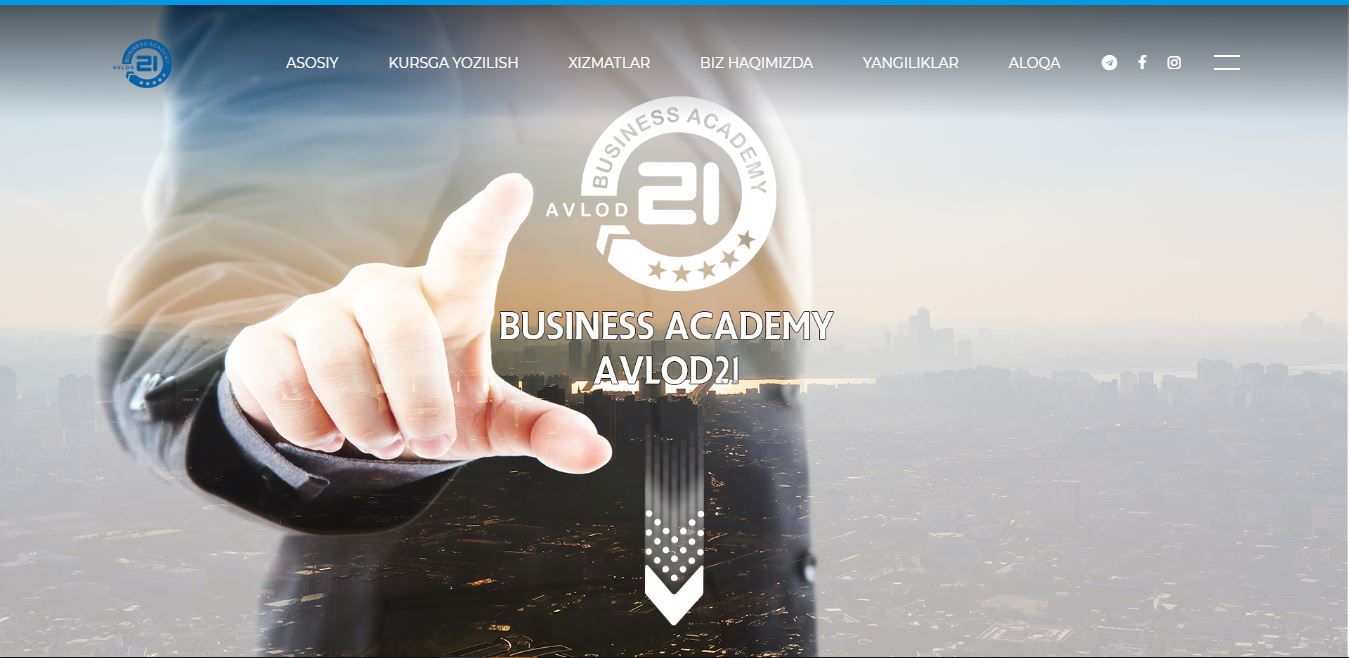 BUSINESS ACADEMY
AVLOD 21
ASOSIY
KURSGA YOZILISH
XIZMATLAR
BIZ HAQIMIZDA
YANGILIKLAR
ALOQA
BUSINESS ACADEMY
AVLOD 21
BUSINESS ACADEMY
AVLOD21